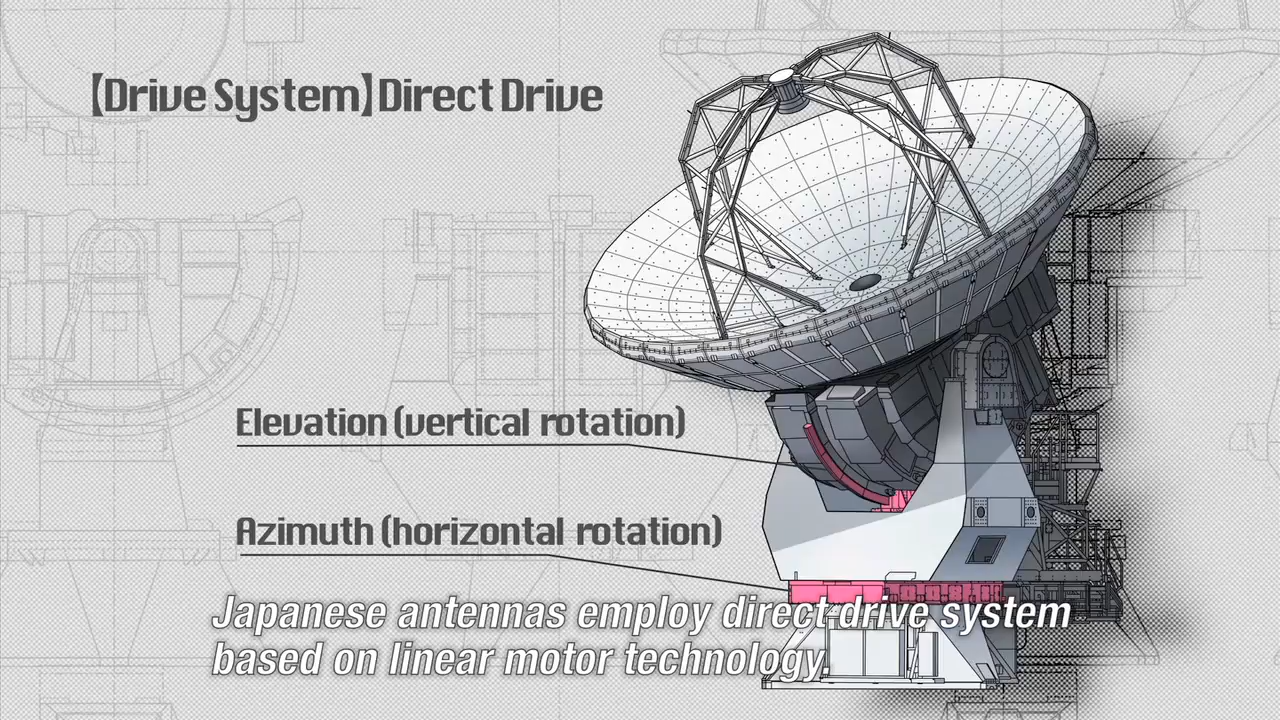 【Drive System】Direct Drive
Elevation (vertical rotation)
Azimuth (horizontal rotation)
Japanese antennas employ direct-drive system
based on linear motor technology.